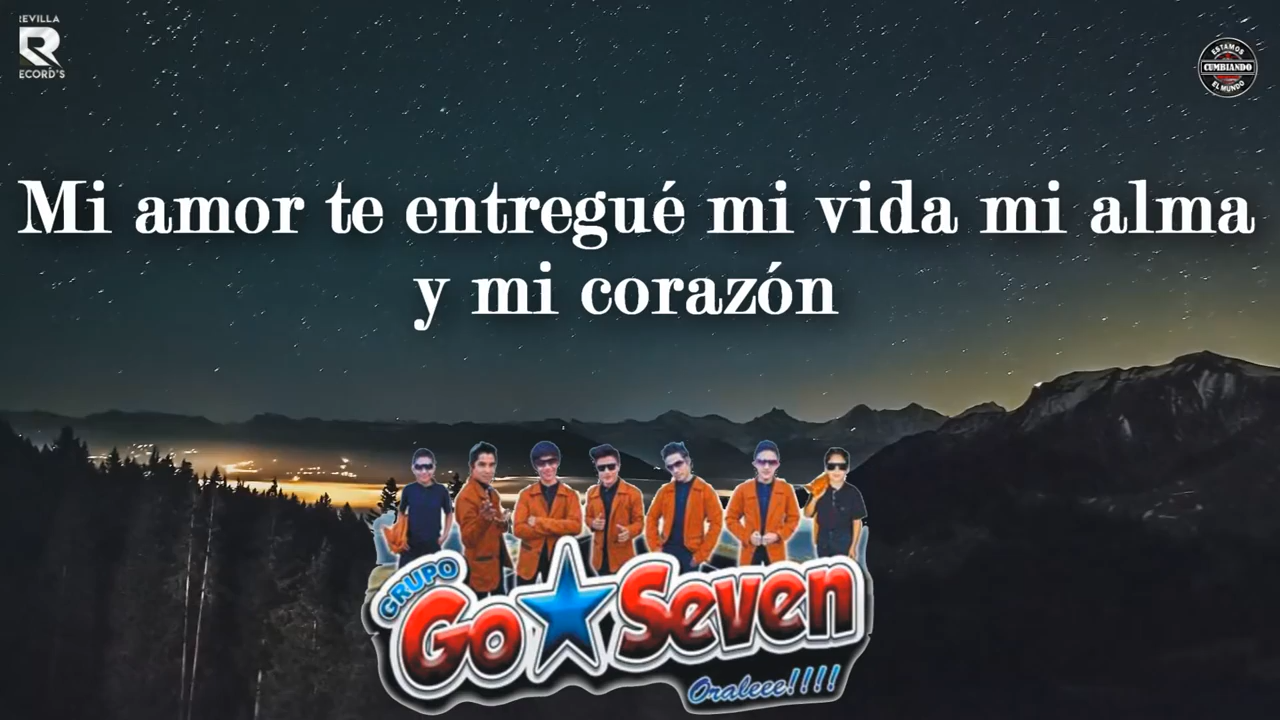 REVILLA
R
RECORD'S
ESTAMOS
CUMBIANDO
EL MUNDO
Mi amor te entregué mi vida mi alma
y mi corazón
GRUPO
Go Seven
Oraleee!!!!